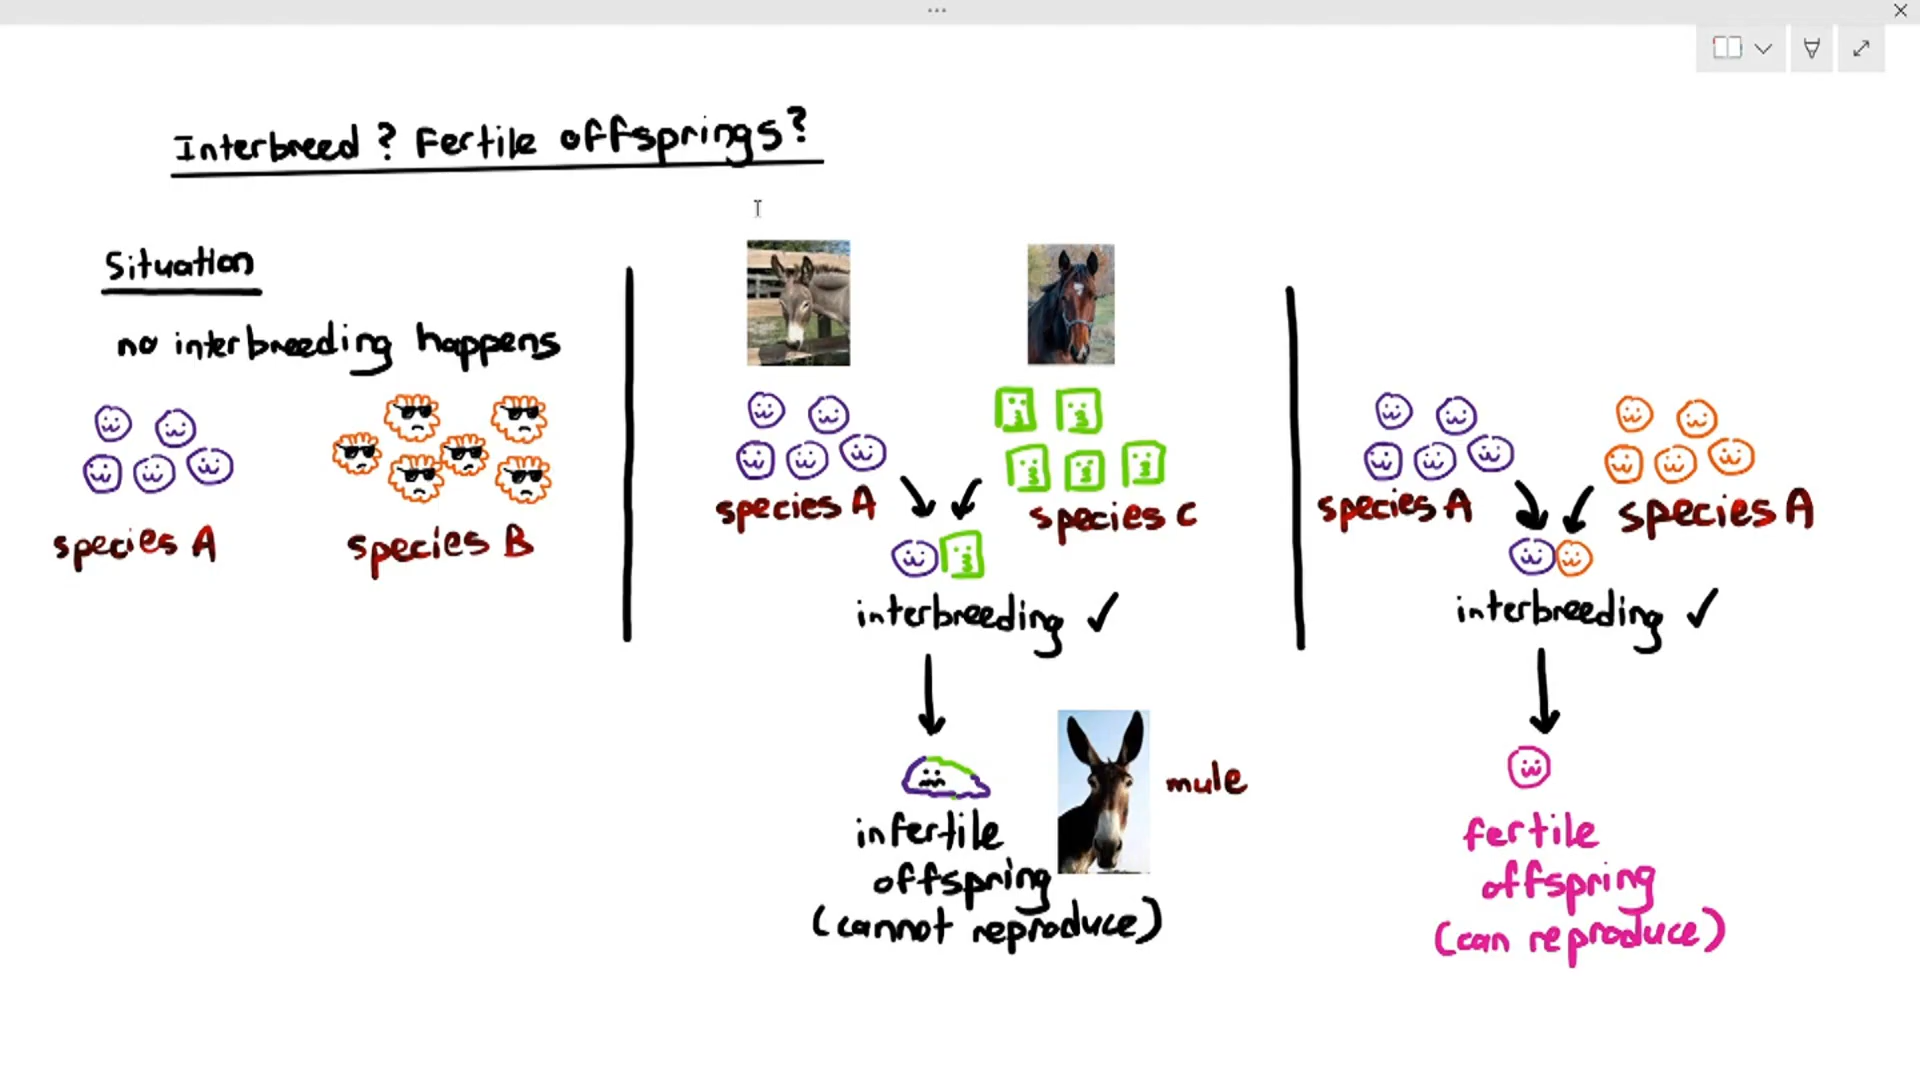 Interbreed ? Fertile offsprings?
Situation
no interbreeding happens
species A
species B
species A
species C
interbreeding ✓
infertile
offspring
(cannot reproduce)
mule
species A
species A
interbreeding ✓
fertile
offspring
(can reproduce)